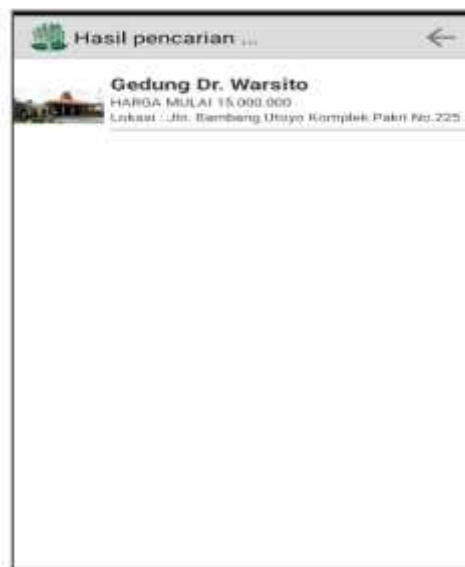 Hasil pencarian ...
Gedung Dr. Warsito
HARGA MULAI 15.000.000
Lokasi : Jln. Bambang Utoyo Komplek Pakri No.225